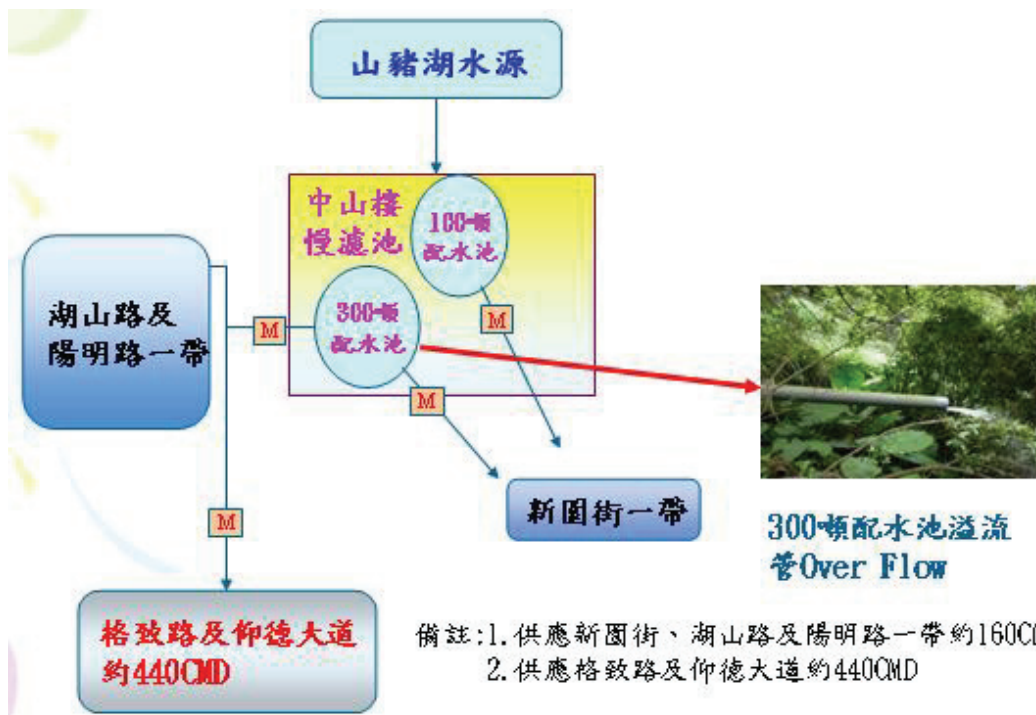 山豬湖水源
中山樓
慢濾池
100噸
配水池
300噸
配水池
M
M
M
M
湖山路及
陽明路一帶
新園街一帶
300噸配水池溢流
管Over Flow
格致路及仰德大道
約440CMD
備註:1.供應新園街、湖山路及陽明路一帶約160C
2.供應格致路及仰德大道約440CMD